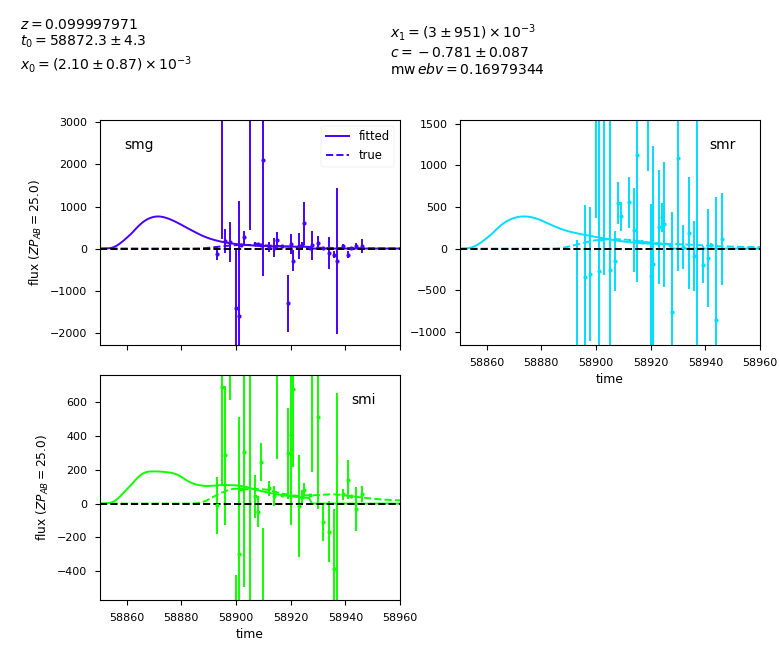 z = 0.099997971
t₀ = 58872.3 ± 4.3
x₀ = (2.10 ± 0.87) × 10⁻³
x₁ = (3 ± 951) × 10⁻³
c = −0.781 ± 0.087
mw ebv = 0.16979344
smg
fitted
true
3000
2000
1000
0
−1000
−2000
flux (ZP_AB = 25.0)
smr
1500
1000
500
0
−500
−1000
58860 58880 58900 58920 58940 58960
time
smi
600
400
200
0
−200
−400
flux (ZP_AB = 25.0)
58860 58880 58900 58920 58940 58960
time